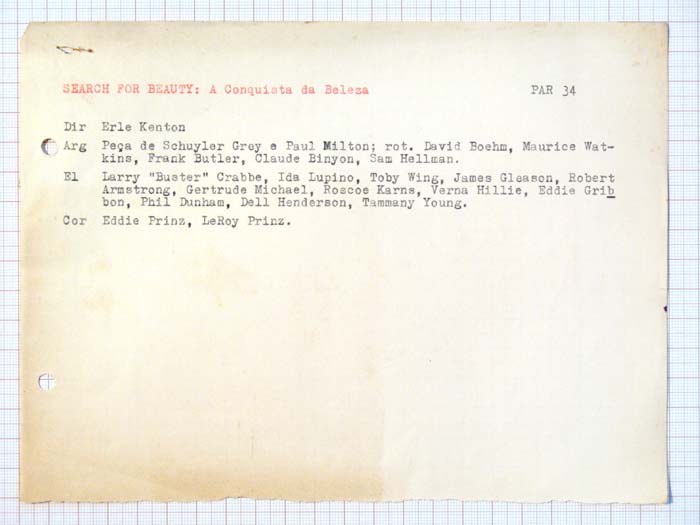 SEARCH FOR BEAUTY: A Conquista da Beleza PAR 34
Dir Erle Kenton
Arg Peça de Schuyler Grey e Paul Milton; rot. David Boehm, Maurice Wat-
kins, Frank Butler, Claude Binyon, Sam Hellman.
El Larry "Buster" Crabbe, Ida Lupino, Toby Wing, James Gleason, Robert
Armstrong, Gertrude Michael, Roscoe Karns, Verna Hillie, Eddie Grib
bon, Phil Dunham, Dell Henderson, Tammany Young.
Cor Eddie Prinz, LeRoy Prinz.